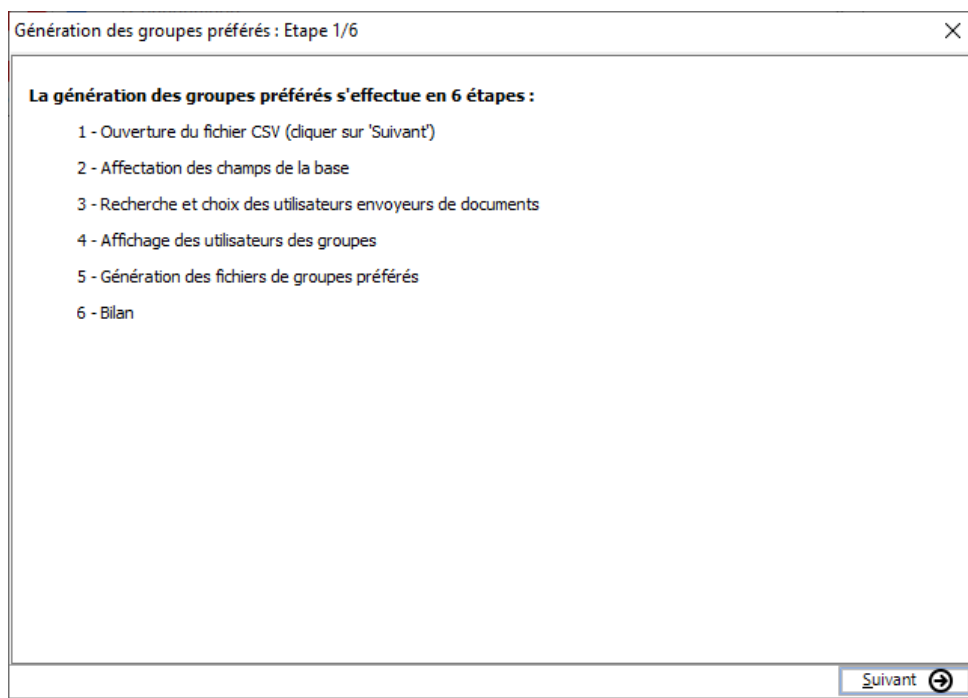 Génération des groupes préférés : Etape 1/6
La génération des groupes préférés s'effectue en 6 étapes :
1 - Ouverture du fichier CSV (cliquer sur 'Suivant')
2 - Affectation des champs de la base
3 - Recherche et choix des utilisateurs envoyeurs de documents
4 - Affichage des utilisateurs des groupes
5 - Génération des fichiers de groupes préférés
6 - Bilan
Suivant